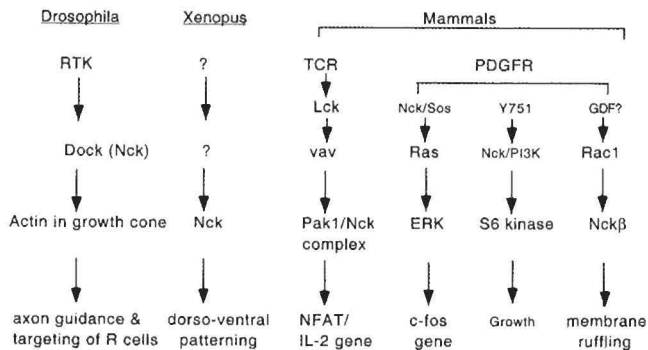 Drosophila Xenopus Mammals
RTK ? TCR PDGFR
Lck Nck/Sos Y751 GDF?
Dock (Nck) ? vav Ras Nck/PI3K Rac1
Actin in growth cone Nck Pak1/Nck ERK S6 kinase Nckβ
complex
axon guidance & dorso-ventral NFAT/ c-fos Growth membrane
targeting of R cells patterning IL-2 gene gene ruffling